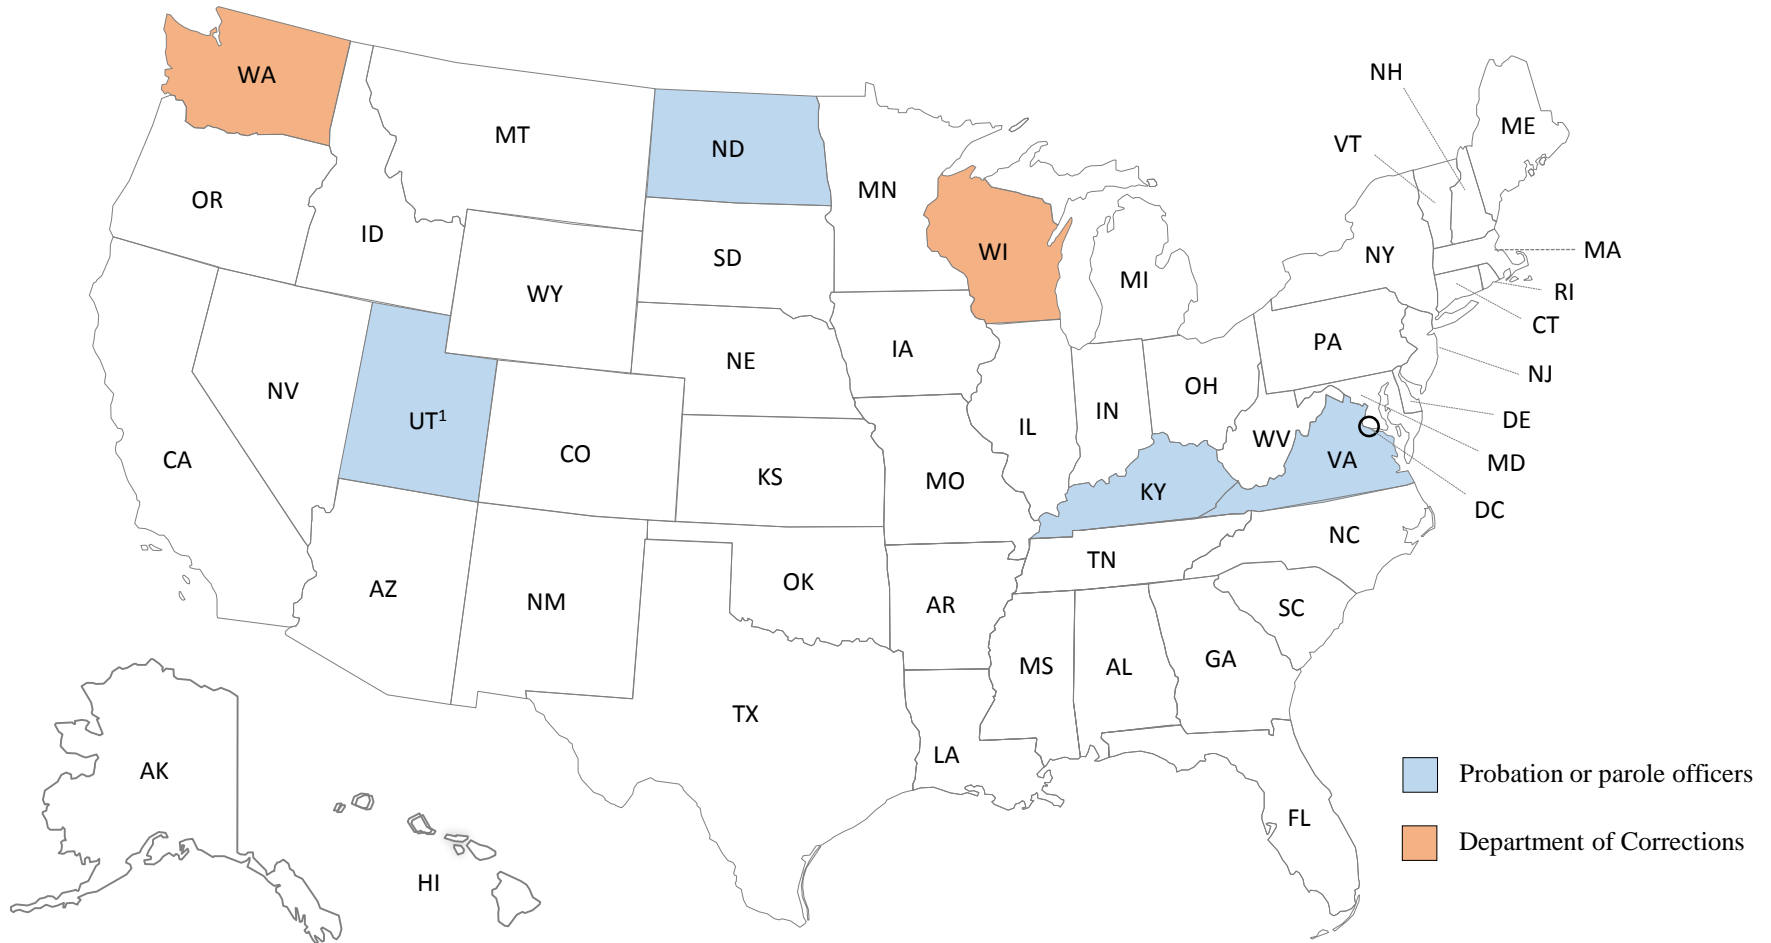 WA
NH
ME
MT
VT
ND
MN
OR
ID
WI
NY
MA
SD
MI
WY
RI
CT
PA
IA
NE
NJ
NV
OH
UT¹
IN
DE
IL
WV
CO
CA
VA
MD
KS
MO
KY
DC
NC
TN
OK
AZ
NM
AR
SC
GA
MS
AL
TX
LA
AK
Probation or parole officers
FL
Department of Corrections
HI